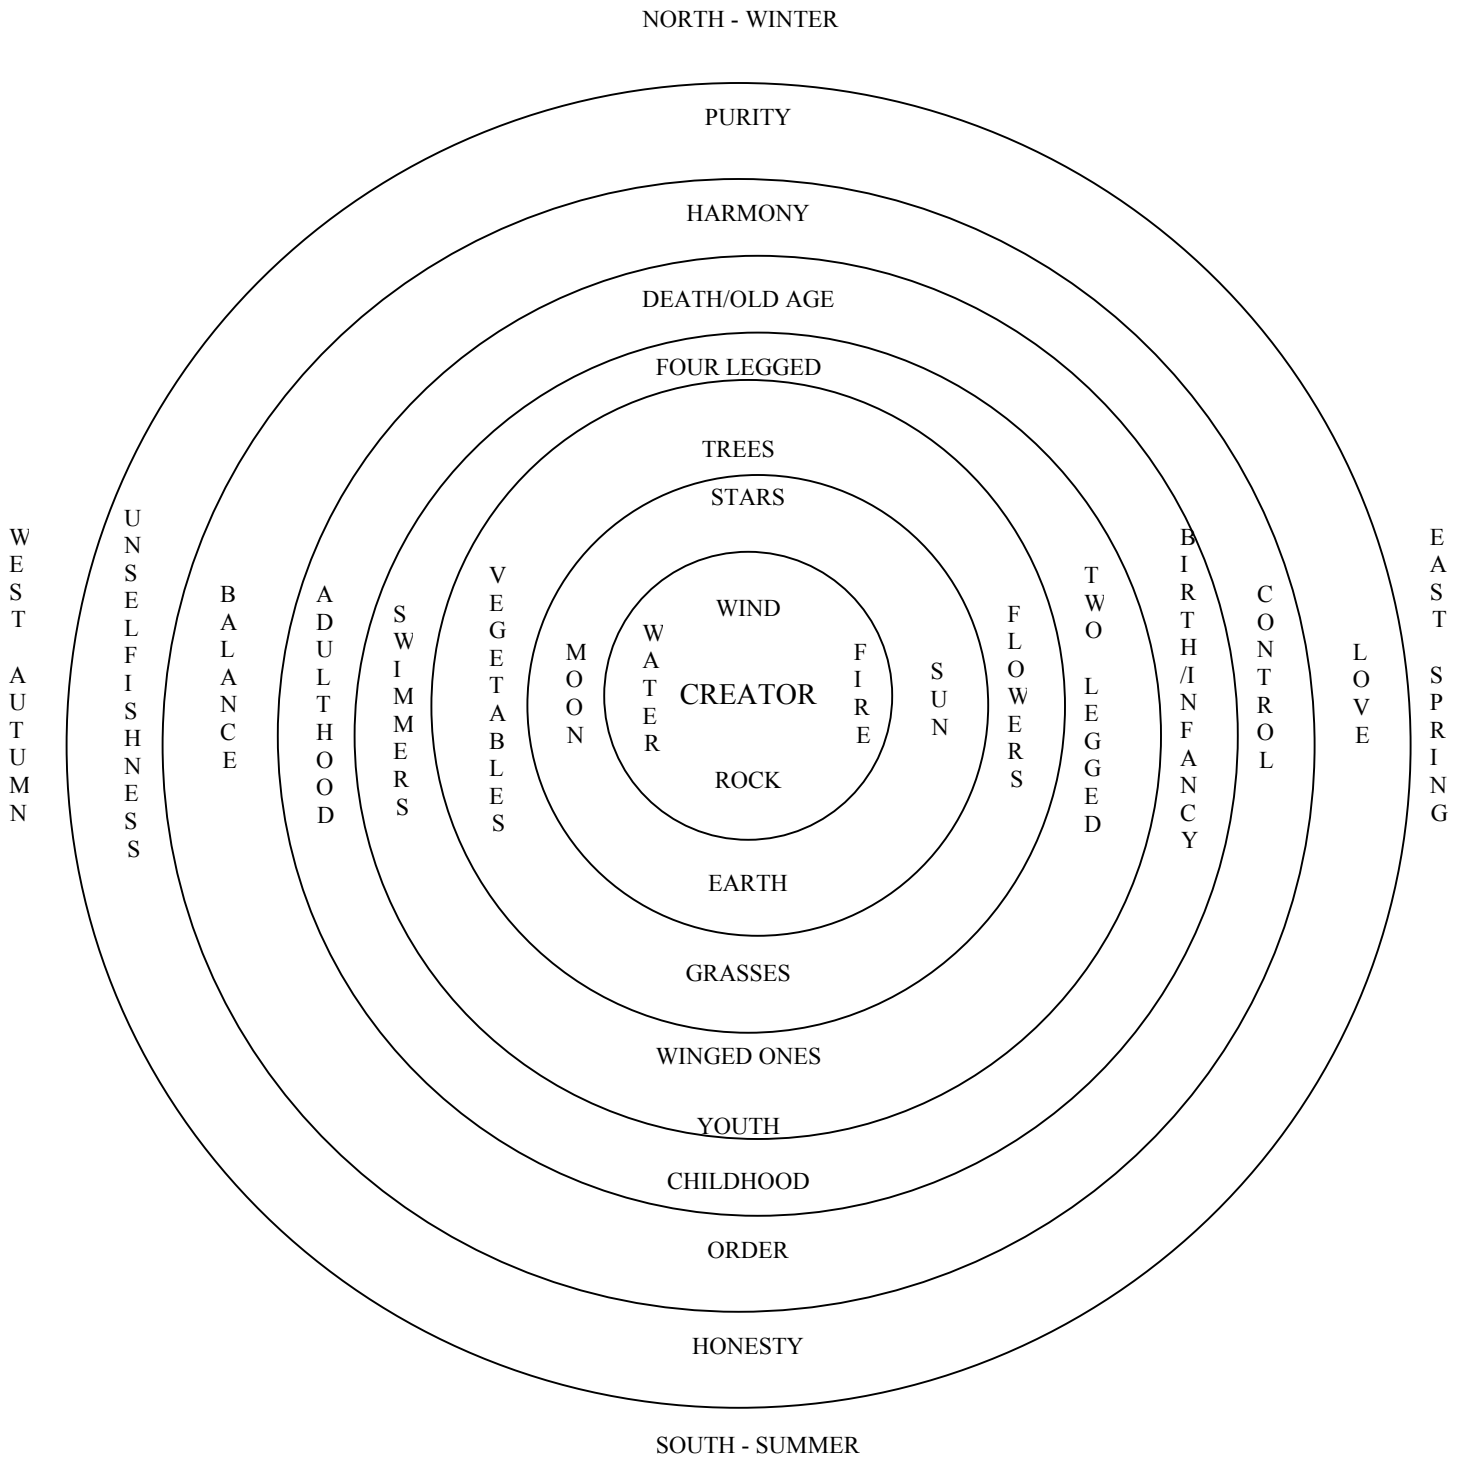 NORTH - WINTER
PURITY
HARMONY
DEATH/OLD AGE
FOUR LEGGED
TREES
STARS
WEST AUTUMN
UNSELFISHNESS
BALANCE
ADULTHOOD
SWIMMERS
VEGETABLES
MOON
WATER
WIND
CREATOR
ROCK
FIRE
SUN
FLOWERS
TWO LEGGED
BIRTH/INFANCY
CONTROL
LOVE
EAST SPRING
EARTH
GRASSES
WINGED ONES
YOUTH
CHILDHOOD
ORDER
HONESTY
SOUTH - SUMMER